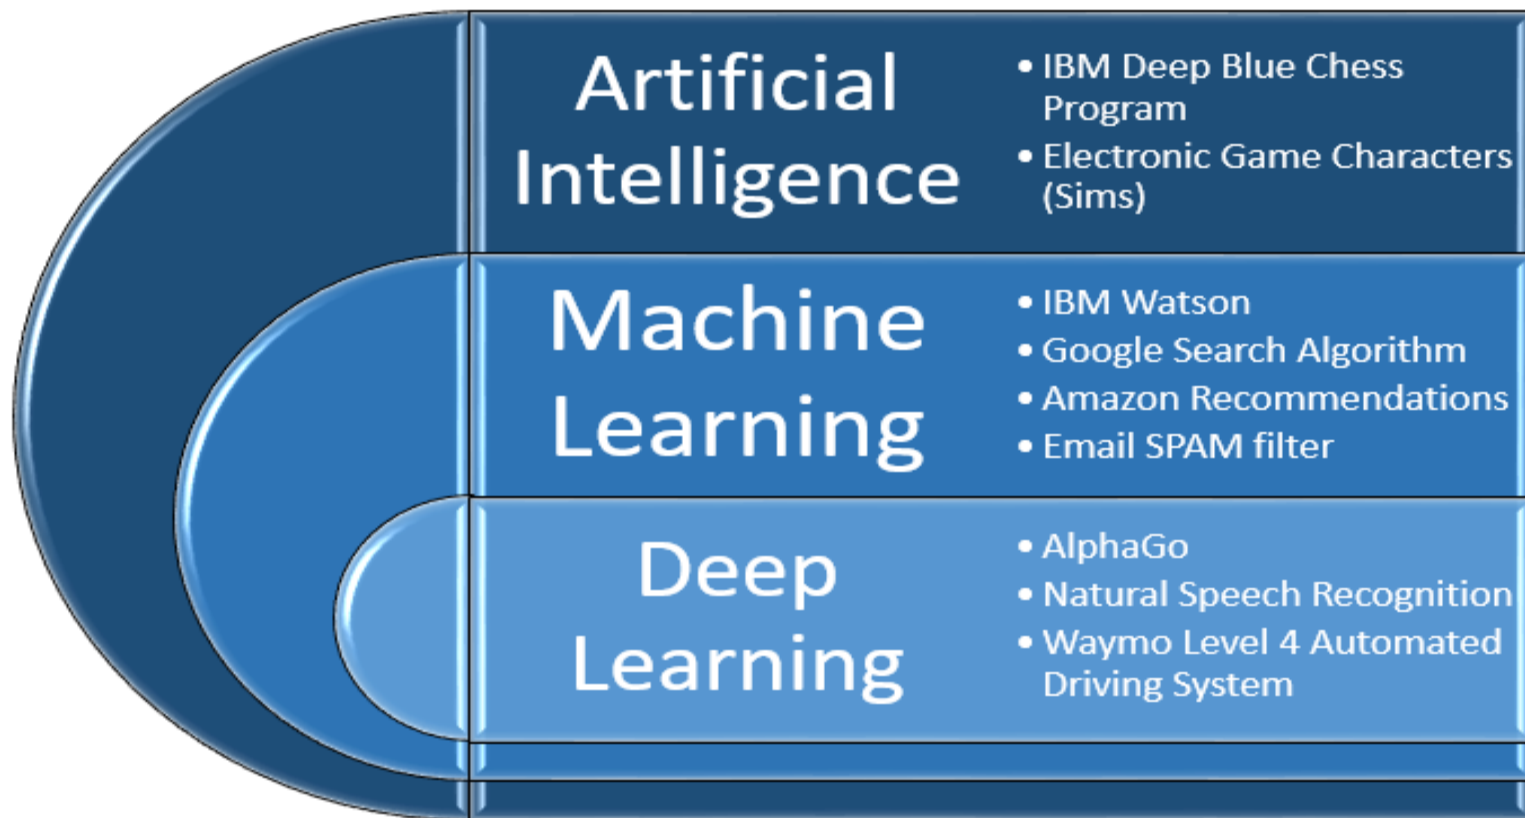 Artificial
Intelligence
• IBM Deep Blue Chess
Program
• Electronic Game Characters
(Sims)
Machine
Learning
• IBM Watson
• Google Search Algorithm
• Amazon Recommendations
• Email SPAM filter
Deep
Learning
• AlphaGo
• Natural Speech Recognition
• Waymo Level 4 Automated
Driving System